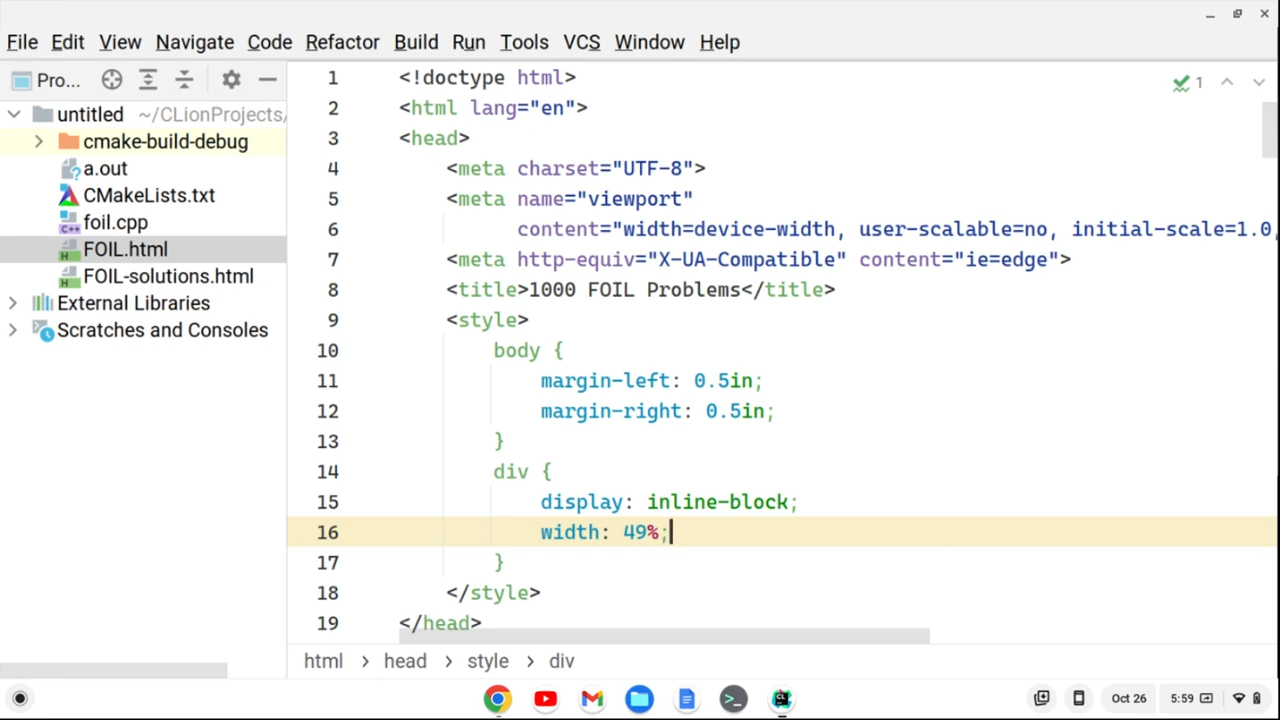 File Edit View Navigate Code Refactor Build Run Tools VCS Window Help
Pro...
untitled ~/CLionProjects/
cmake-build-debug
a.out
CMakeLists.txt
foil.cpp
FOIL.html
FOIL-solutions.html
External Libraries
Scratches and Consoles
1 <!doctype html>
2 <html lang="en">
3 <head>
4 <meta charset="UTF-8">
5 <meta name="viewport"
6 content="width=device-width, user-scalable=no, initial-scale=1.0,
7 <meta http-equiv="X-UA-Compatible" content="ie=edge">
8 <title>1000 FOIL Problems</title>
9 <style>
10 body {
11 margin-left: 0.5in;
12 margin-right: 0.5in;
13 }
14 div {
15 display: inline-block;
16 width: 49%;
17 }
18 </style>
19 </head>
1
html > head > style > div
Oct 26 5:59